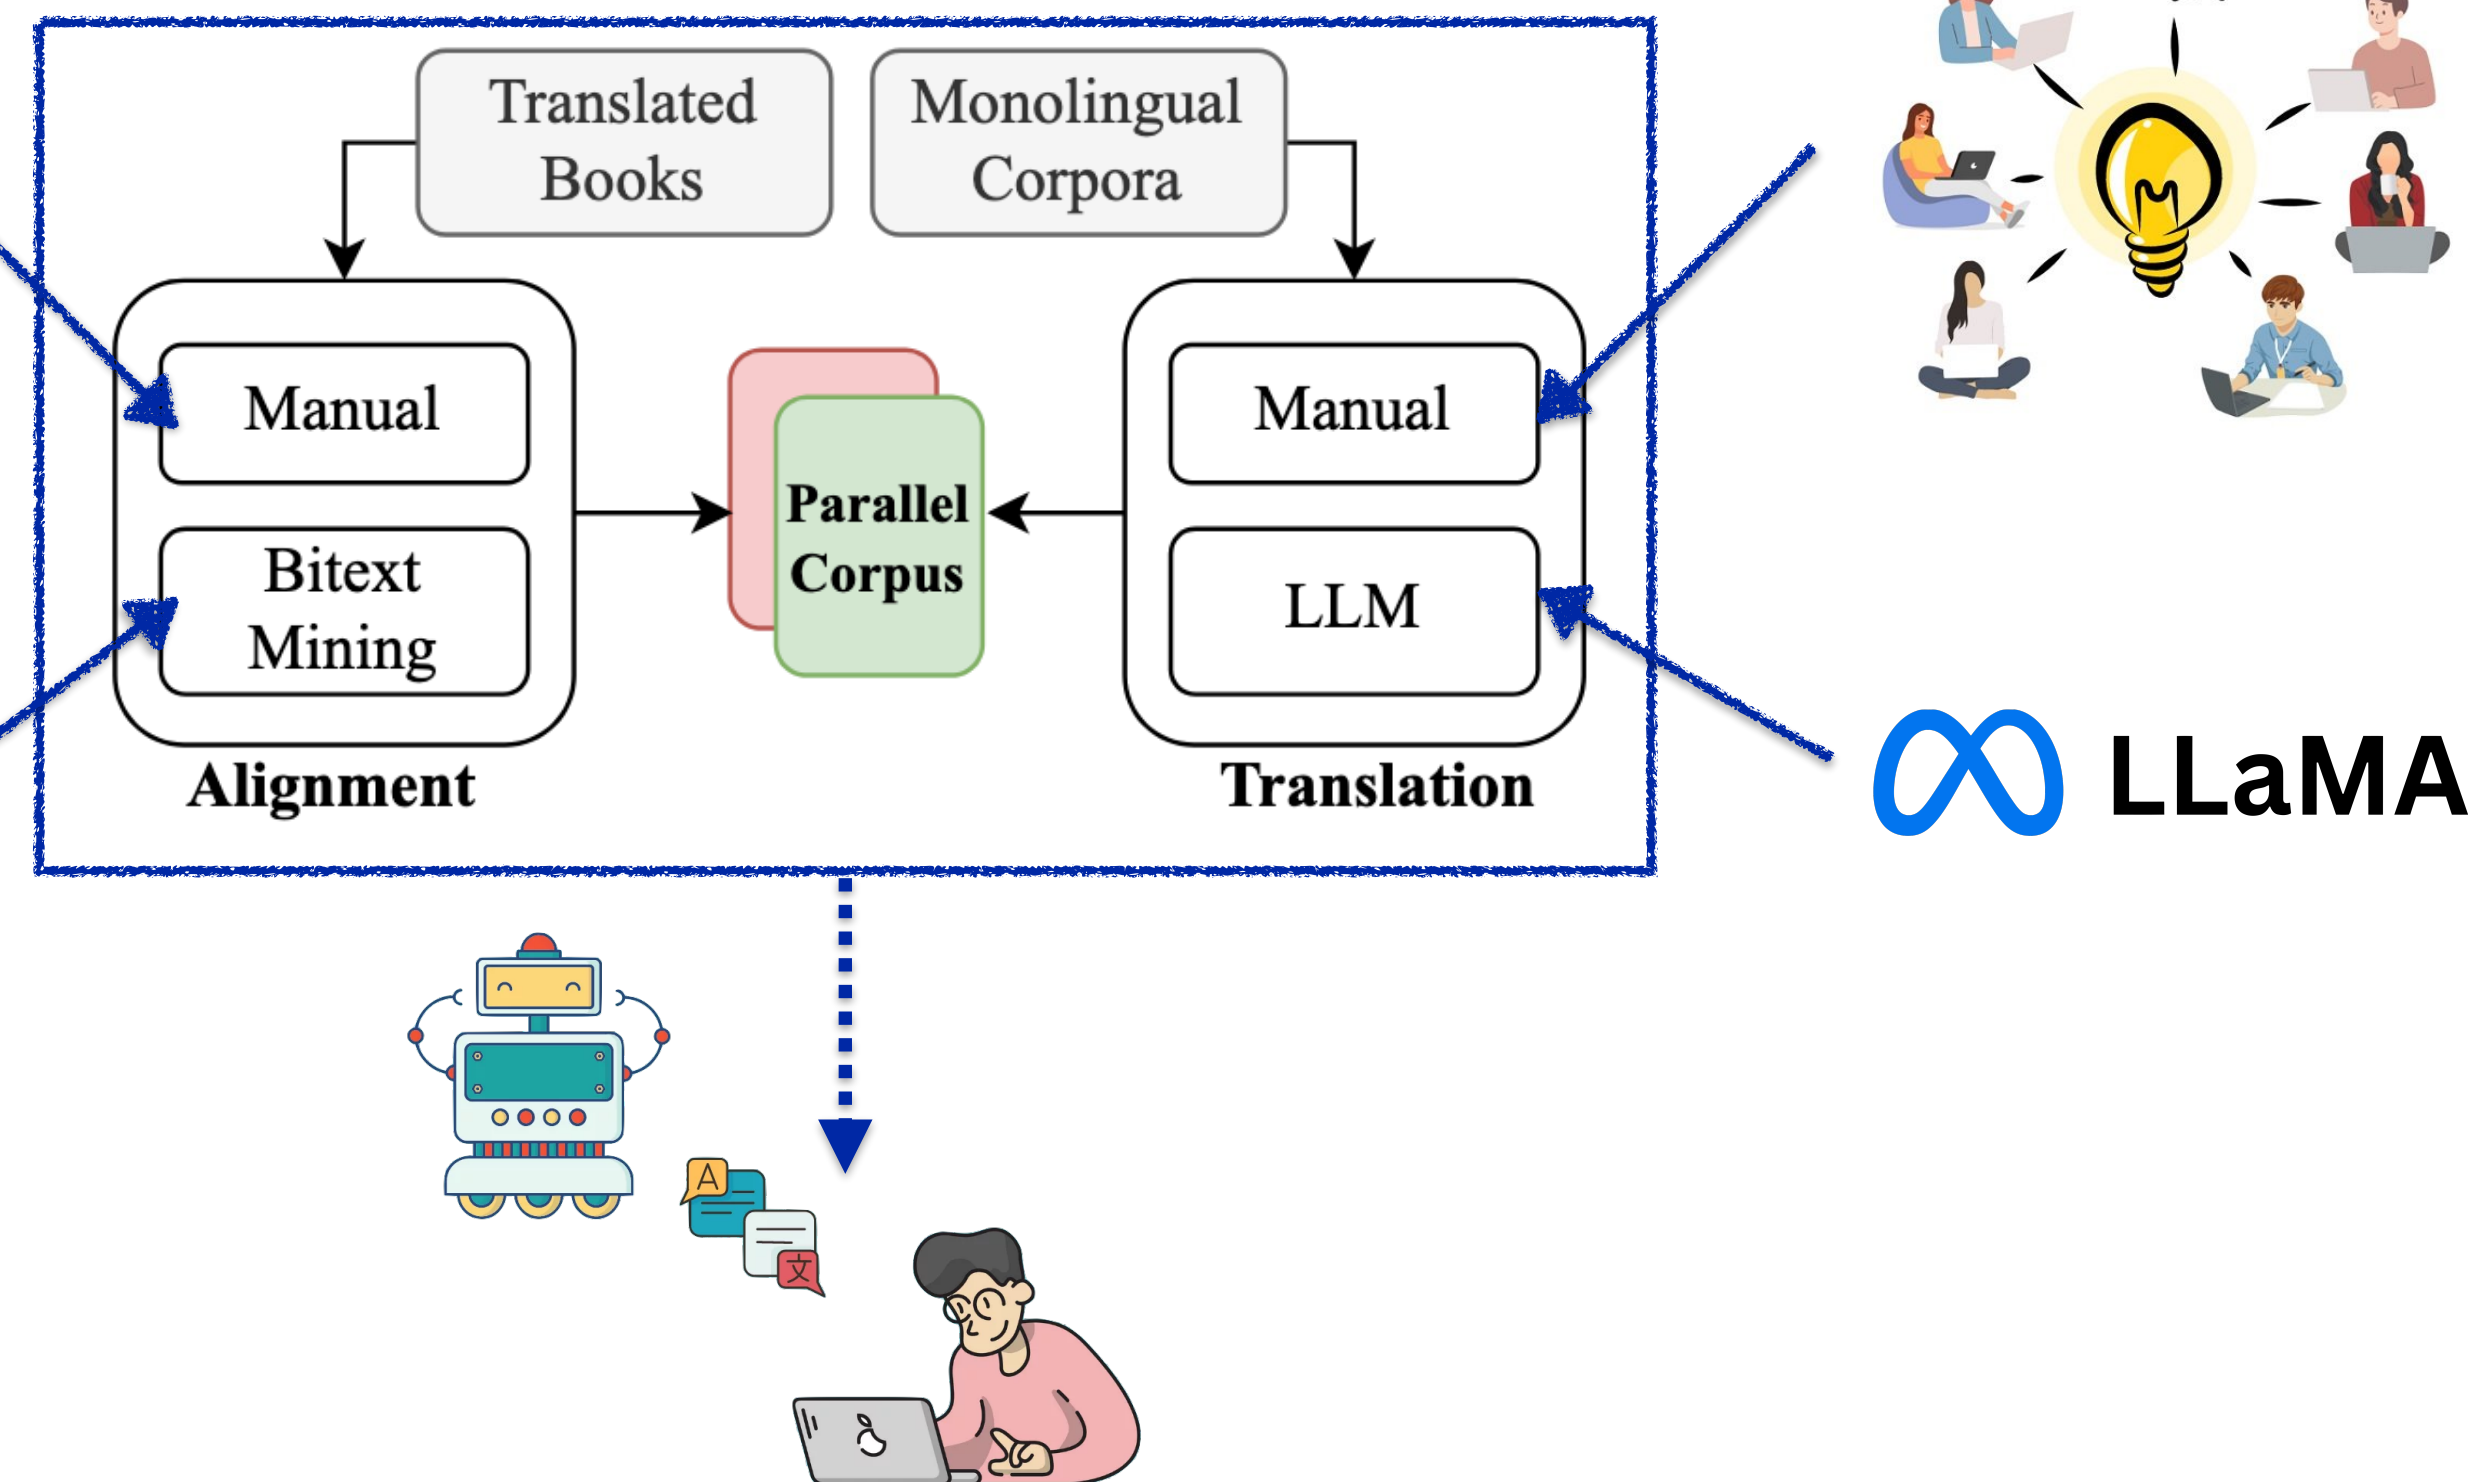 Translated
Books
Monolingual
Corpora
Manual
Bitext
Mining
Alignment
Parallel
Corpus
Manual
LLM
Translation
LLaMA
A
文